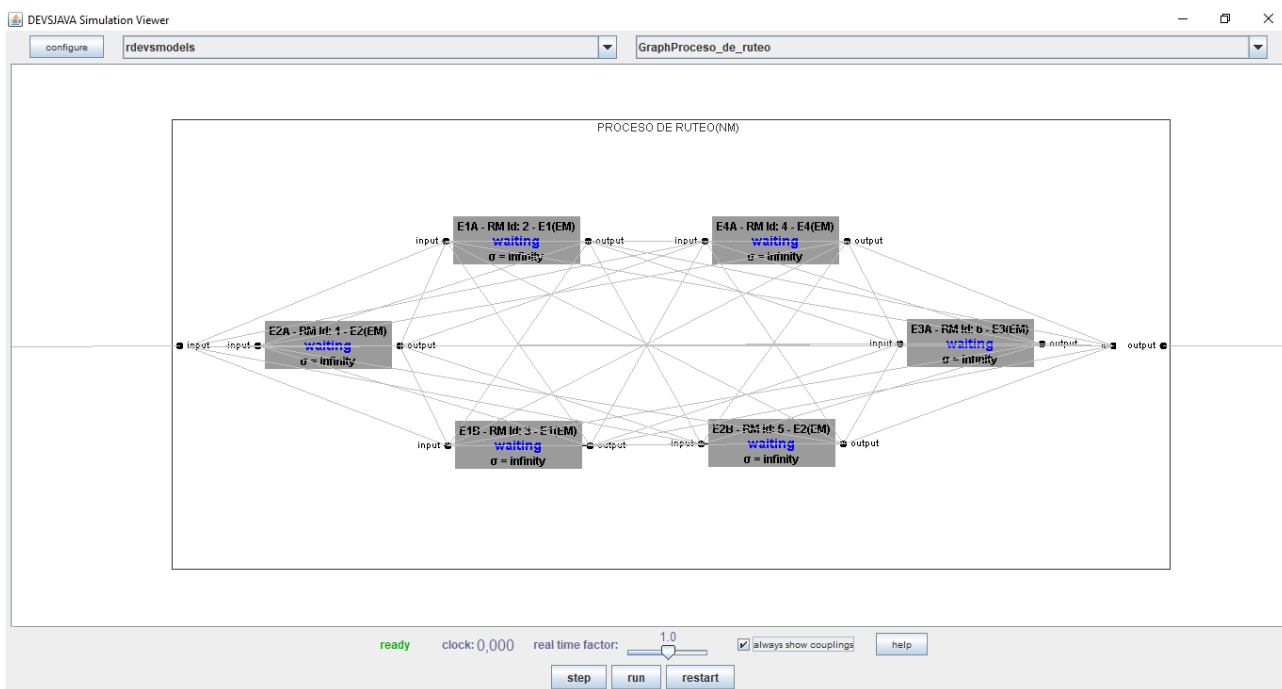 DEVSJAVA Simulation Viewer
configure
rdevsmodels
GraphProceso_de_ruteo
PROCESO DE RUTEO(NM)
E1A - RM Id: 2 - E1(EM)
input
waiting
output
σ = infinity
E4A - RM Id: 4 - E4(EM)
input
waiting
output
σ = infinity
input
E2A - RM Id: 1 - E2(EM)
input
waiting
output
σ = infinity
E3A - RM Id: 6 - E3(EM)
input
waiting
output
σ = infinity
output
E1B - RM Id: 3 - E1(EM)
input
waiting
output
σ = infinity
E2B - RM Id: 5 - E2(EM)
input
waiting
output
σ = infinity
ready
clock: 0,000
real time factor:
1.0
always show couplings
help
step
run
restart